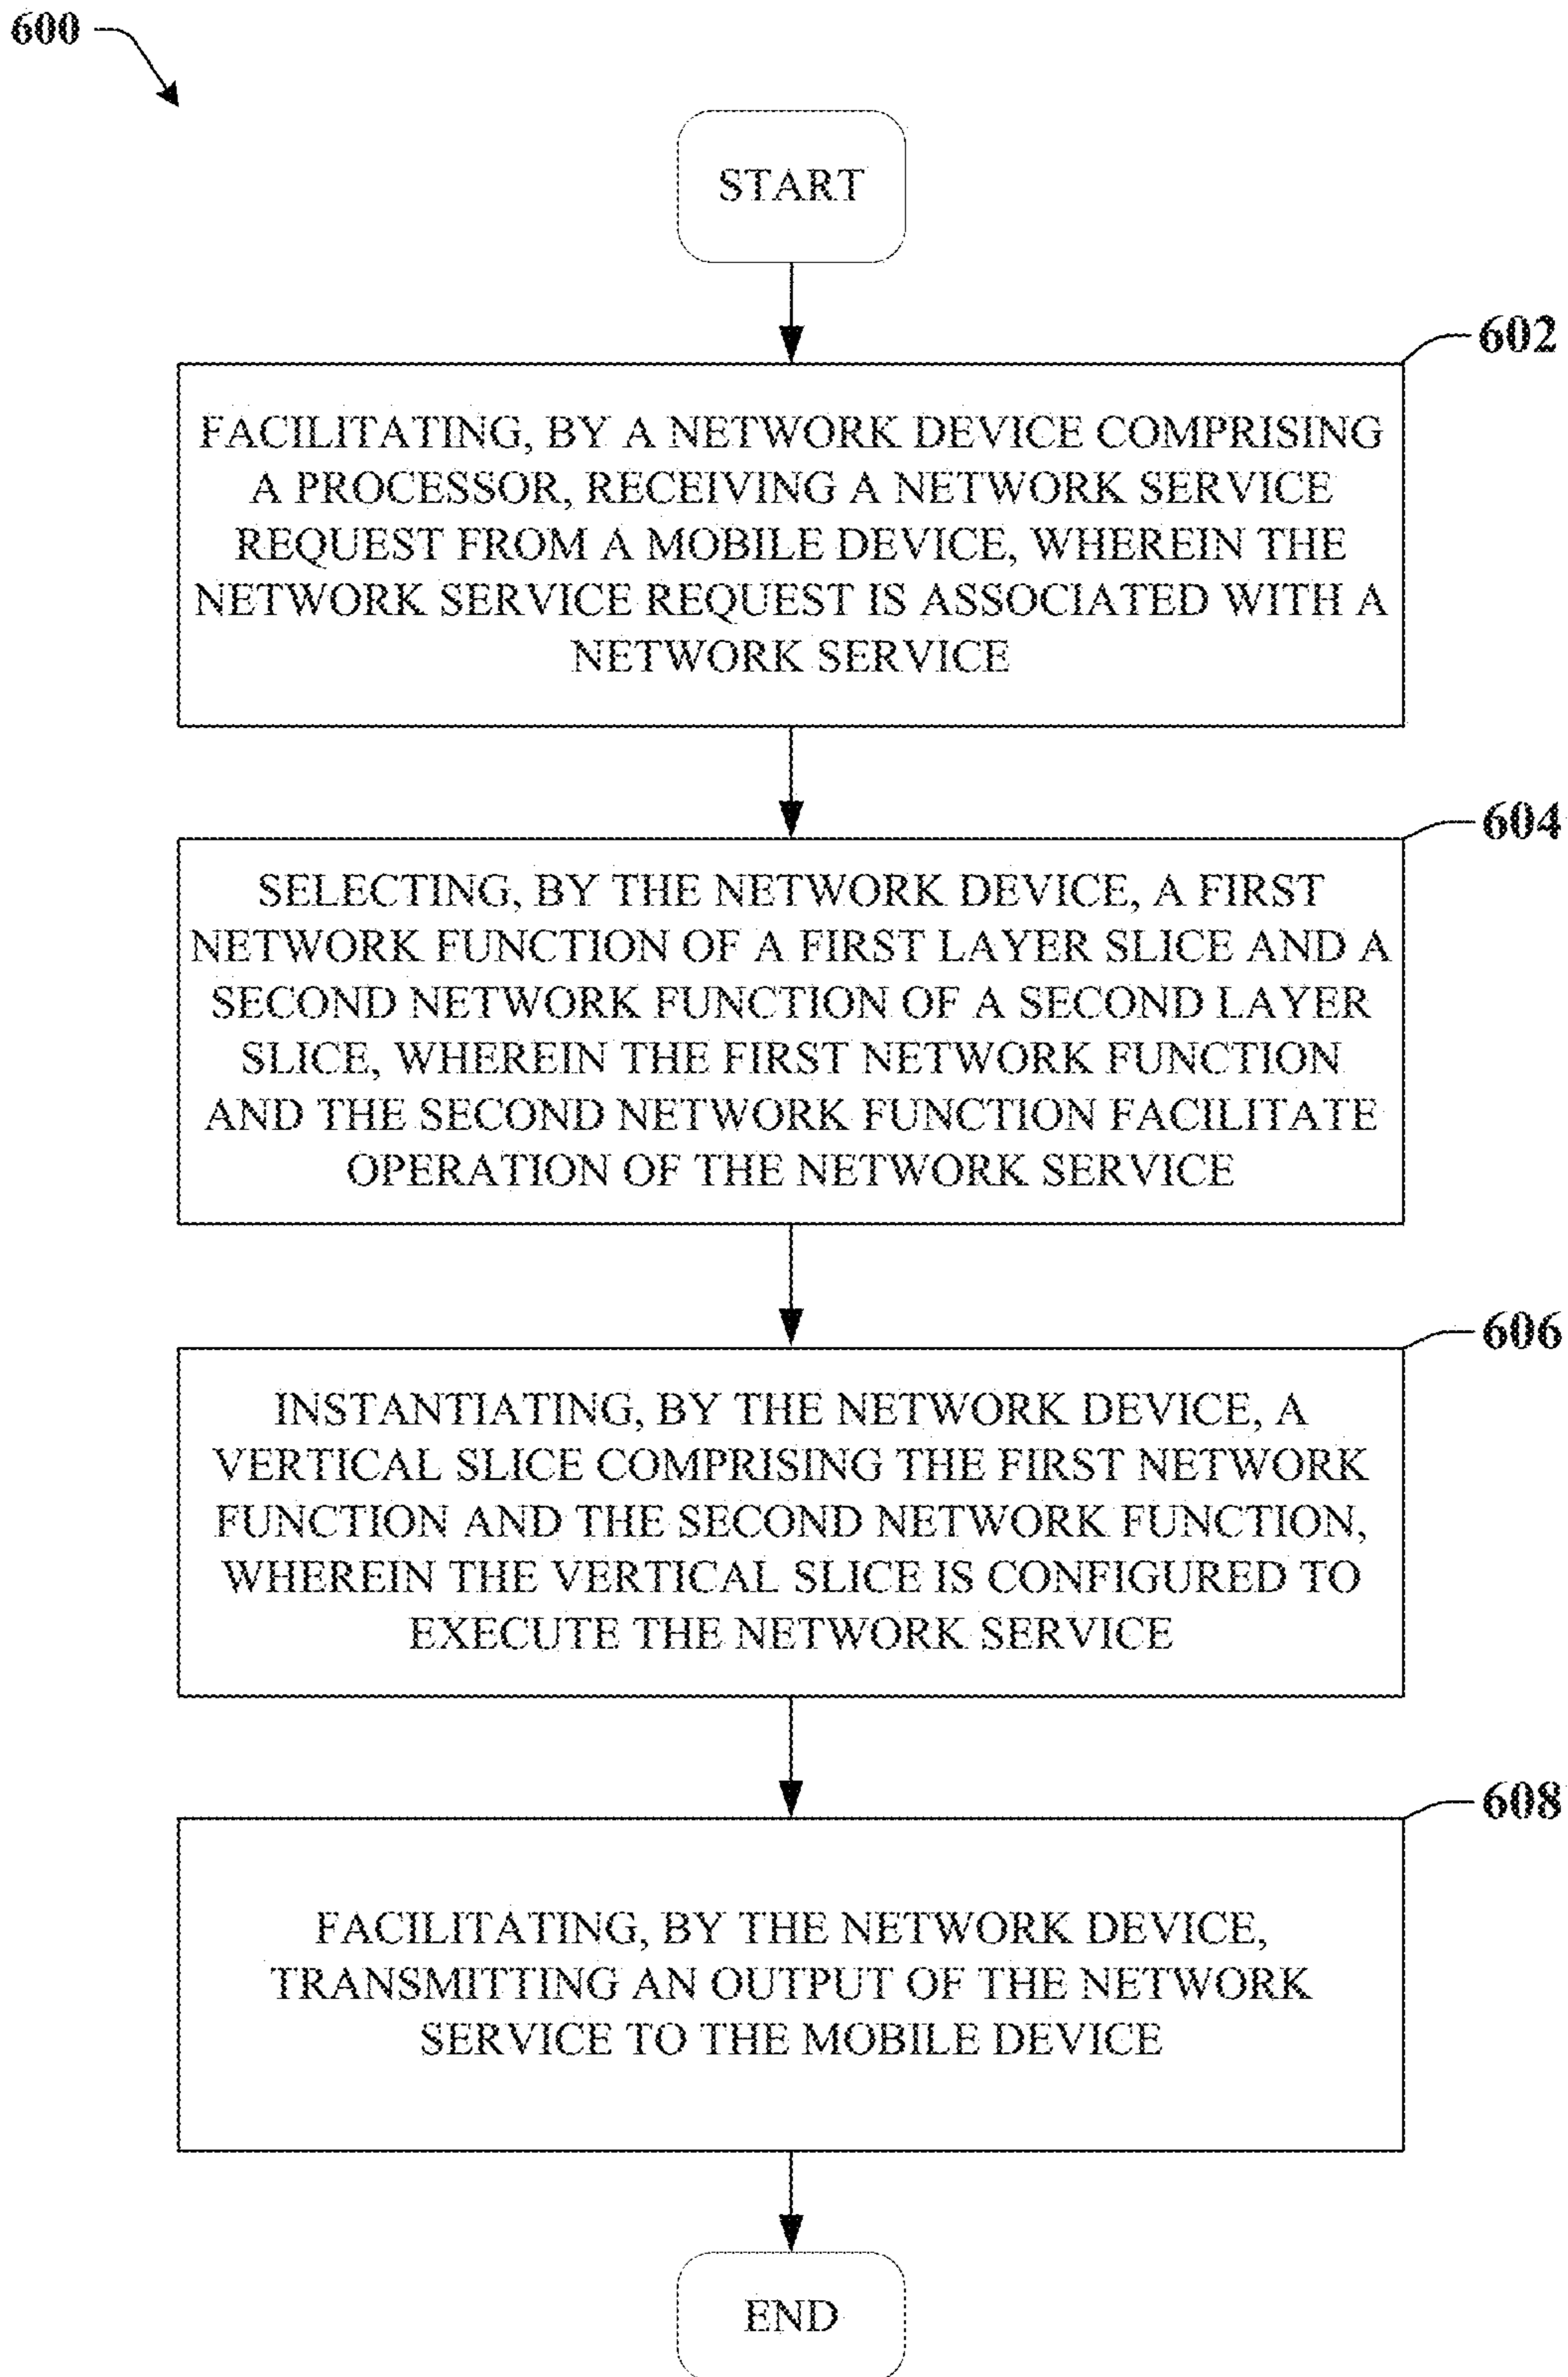 600
START
602
FACILITATING, BY A NETWORK DEVICE COMPRISING
A PROCESSOR, RECEIVING A NETWORK SERVICE
REQUEST FROM A MOBILE DEVICE, WHEREIN THE
NETWORK SERVICE REQUEST IS ASSOCIATED WITH A
NETWORK SERVICE
604
SELECTING, BY THE NETWORK DEVICE, A FIRST
NETWORK FUNCTION OF A FIRST LAYER SLICE AND A
SECOND NETWORK FUNCTION OF A SECOND LAYER
SLICE, WHEREIN THE FIRST NETWORK FUNCTION
AND THE SECOND NETWORK FUNCTION FACILITATE
OPERATION OF THE NETWORK SERVICE
606
INSTANTIATING, BY THE NETWORK DEVICE, A
VERTICAL SLICE COMPRISING THE FIRST NETWORK
FUNCTION AND THE SECOND NETWORK FUNCTION,
WHEREIN THE VERTICAL SLICE IS CONFIGURED TO
EXECUTE THE NETWORK SERVICE
608
FACILITATING, BY THE NETWORK DEVICE,
TRANSMITTING AN OUTPUT OF THE NETWORK
SERVICE TO THE MOBILE DEVICE
END